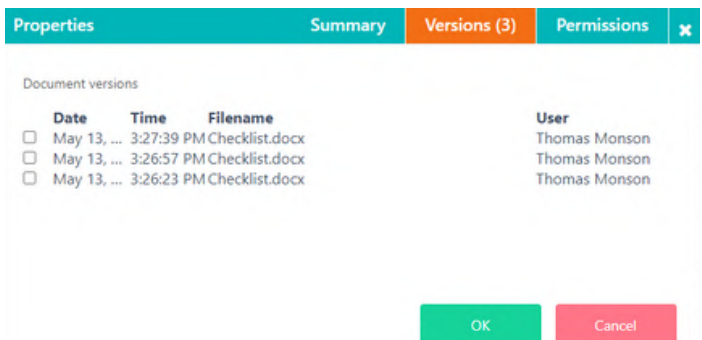 Properties Summary Versions (3) Permissions ×
Document versions
Date Time Filename User
May 13, ... 3:27:39 PM Checklist.docx Thomas Monson
May 13, ... 3:26:57 PM Checklist.docx Thomas Monson
May 13, ... 3:26:23 PM Checklist.docx Thomas Monson
OK Cancel